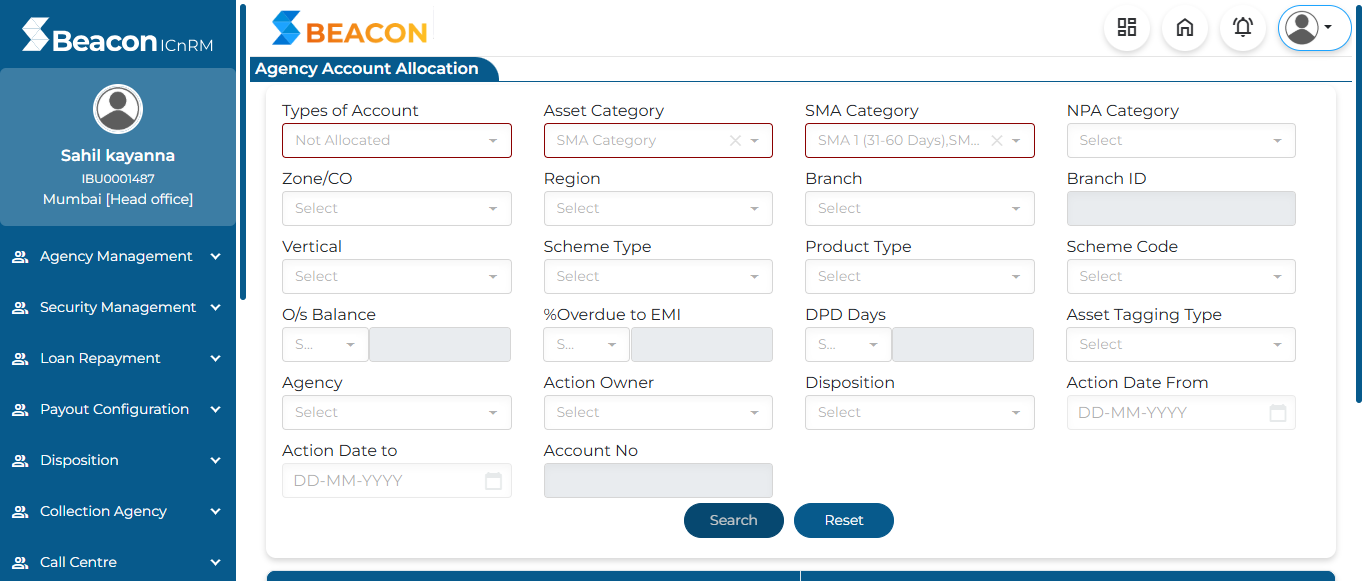 Beacon ICnRM
BEACON
Agency Account Allocation
Sahil kayanna
IBU0001487
Mumbai [Head office]
Agency Management
Security Management
Loan Repayment
Payout Configuration
Disposition
Collection Agency
Call Centre
Types of Account Asset Category SMA Category NPA Category
Not Allocated SMA Category SMA 1 (31-60 Days),SM... Select
Zone/CO Region Branch Branch ID
Select Select Select
Vertical Scheme Type Product Type Scheme Code
Select Select Select Select
O/s Balance %Overdue to EMI DPD Days Asset Tagging Type
S... S... S... Select
Agency Action Owner Disposition Action Date From
Select Select Select DD-MM-YYYY
Action Date to Account No
DD-MM-YYYY
Search Reset